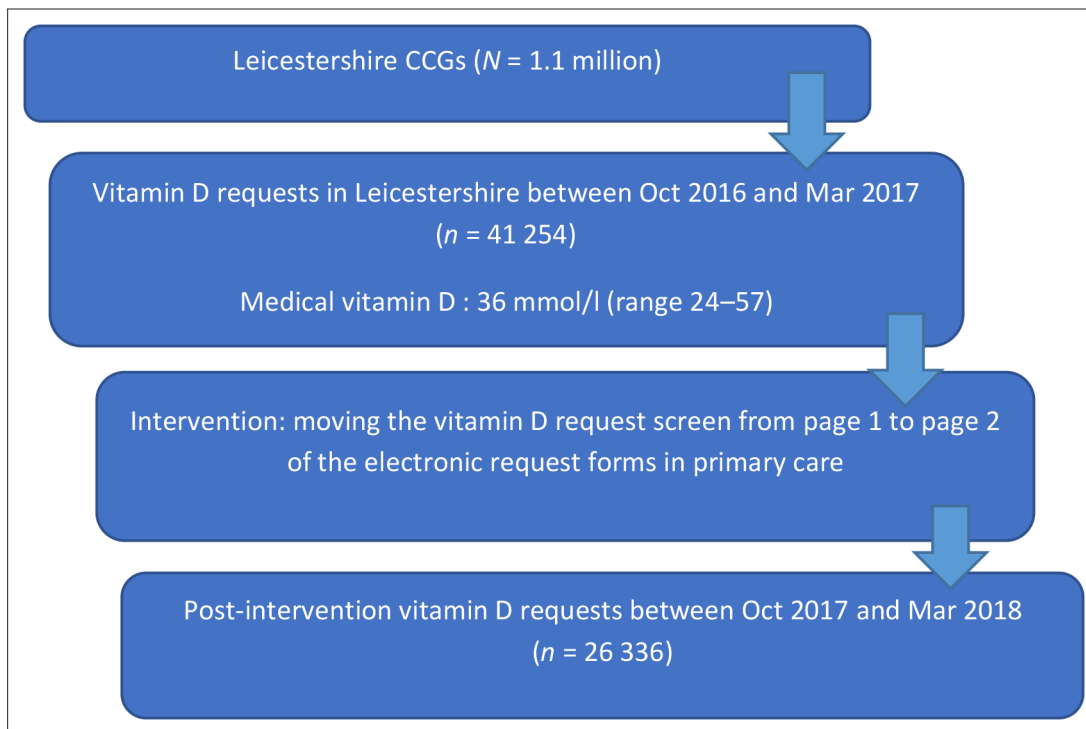 Leicestershire CCGs (N = 1.1 million)
Vitamin D requests in Leicestershire between Oct 2016 and Mar 2017
(n = 41 254)
Medical vitamin D : 36 mmol/l (range 24–57)
Intervention: moving the vitamin D request screen from page 1 to page 2
of the electronic request forms in primary care
Post-intervention vitamin D requests between Oct 2017 and Mar 2018
(n = 26 336)